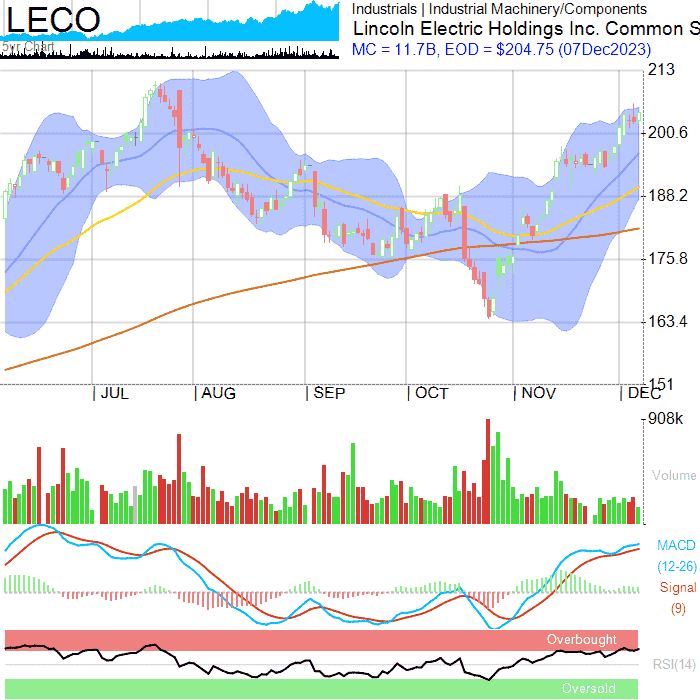 LECO
5yr Chart
Industrials | Industrial Machinery/Components
Lincoln Electric Holdings Inc. Common S
MC = 11.7B, EOD = $204.75 (07Dec2023)
213
200.6
188.2
175.8
163.4
151
| JUL | AUG | SEP | OCT | NOV | DEC
908k
Volume
MACD
(12-26)
Signal
(9)
Overbought
RSI(14)
Oversold